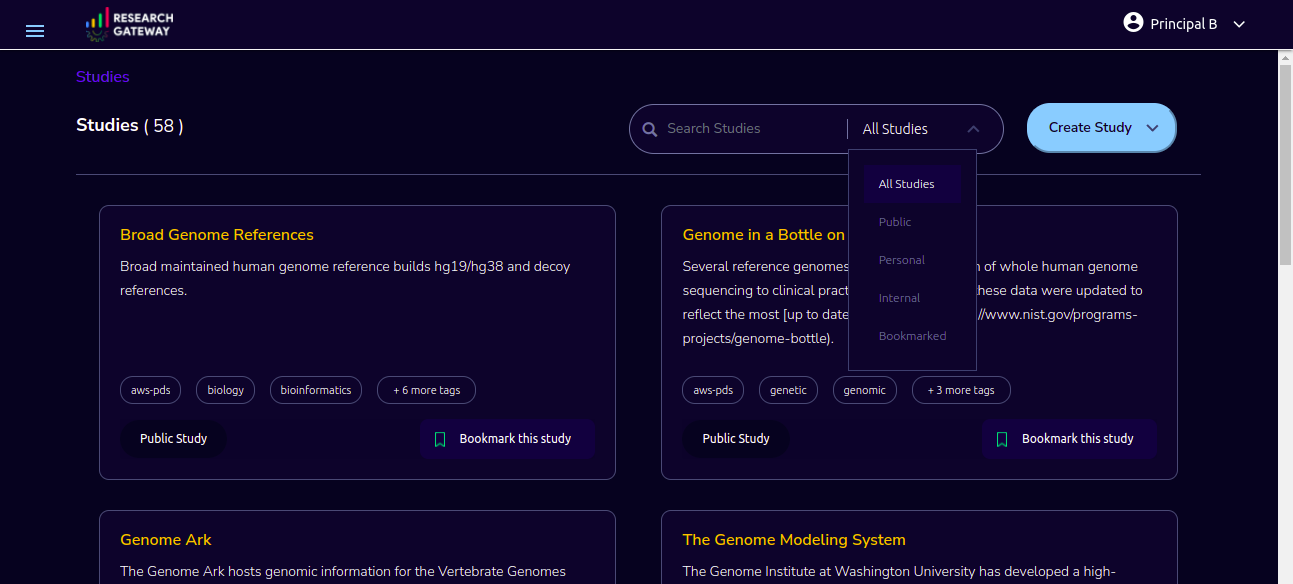 RESEARCH
GATEWAY
Principal B
Studies
Studies ( 58 )
Search Studies
All Studies
Create Study
All Studies
Public
Personal
Internal
Bookmarked
Broad Genome References
Broad maintained human genome reference builds hg19/hg38 and decoy
references.
aws-pds
biology
bioinformatics
+ 6 more tags
Public Study
Bookmark this study
Genome in a Bottle on
Several reference genomes of whole human genome
sequencing to clinical pract these data were updated to
reflect the most [up to date //www.nist.gov/programs-
projects/genome-bottle).
aws-pds
genetic
genomic
+ 3 more tags
Public Study
Bookmark this study
Genome Ark
The Genome Ark hosts genomic information for the Vertebrate Genomes
The Genome Modeling System
The Genome Institute at Washington University has developed a high-